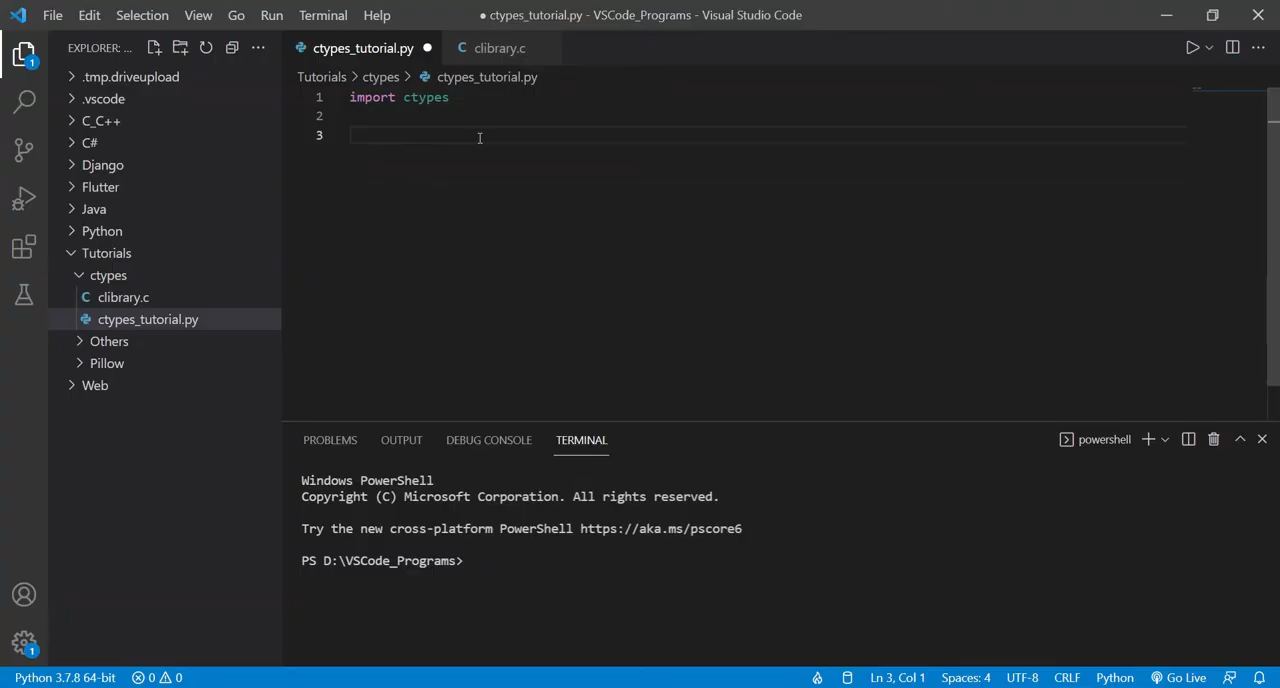 File Edit Selection View Go Run Terminal Help
● ctypes_tutorial.py - VSCode_Programs - Visual Studio Code
EXPLORER: ...
ctypes_tutorial.py
C clibrary.c
Tutorials > ctypes > ctypes_tutorial.py
1 import ctypes
2
3
> .tmp.driveupload
> .vscode
> C_C++
> C#
> Django
> Flutter
> Java
> Python
Tutorials
ctypes
C clibrary.c
ctypes_tutorial.py
> Others
> Pillow
> Web
1
1
PROBLEMS OUTPUT DEBUG CONSOLE TERMINAL
powershell
Windows PowerShell
Copyright (C) Microsoft Corporation. All rights reserved.
Try the new cross-platform PowerShell https://aka.ms/pscore6
PS D:\VSCode_Programs>
Python 3.7.8 64-bit 0 0 Ln 3, Col 1 Spaces: 4 UTF-8 CRLF Python Go Live